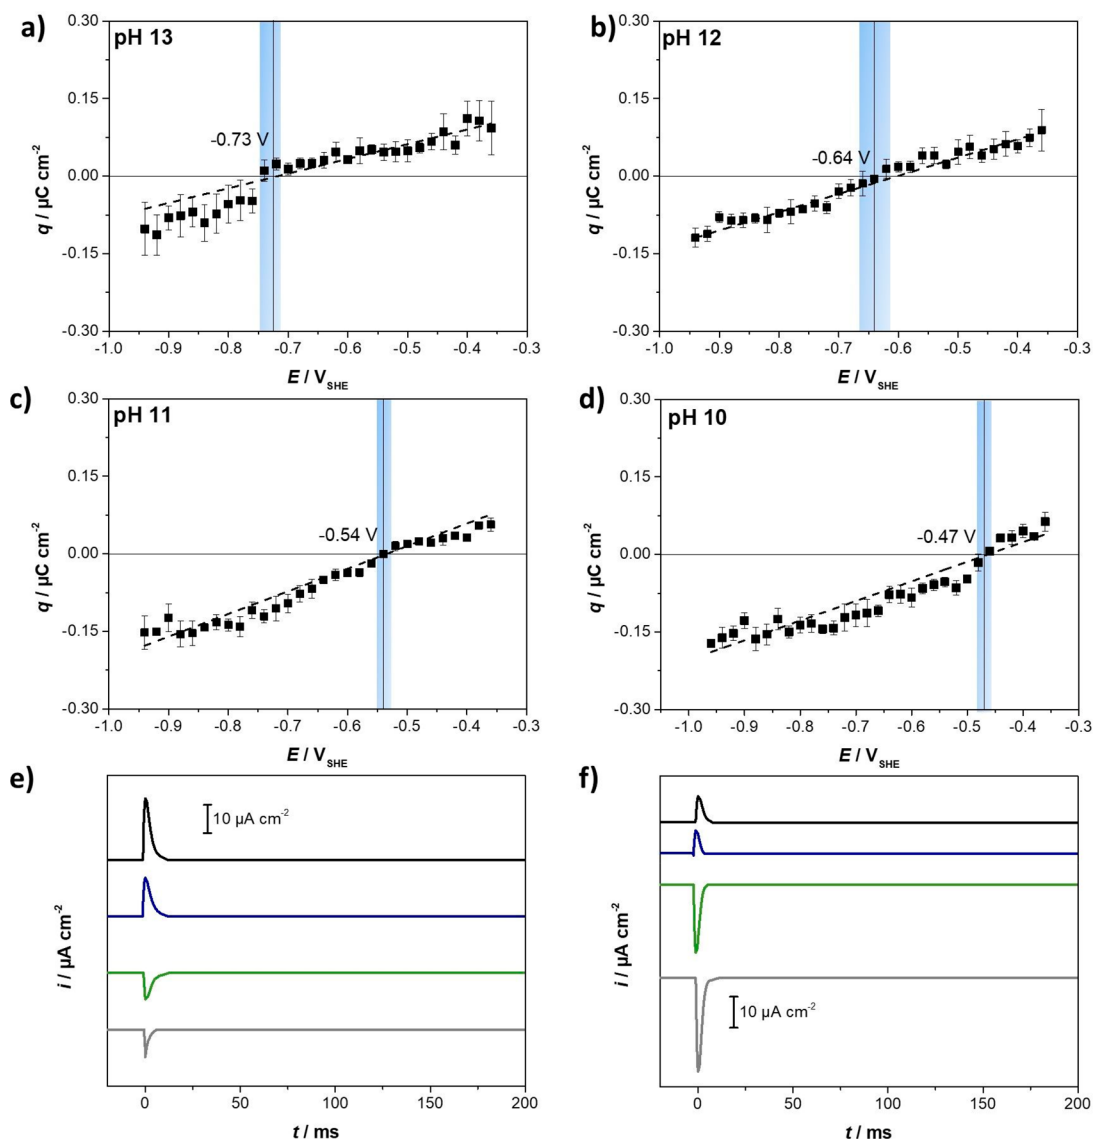 a)
pH 13
0.30
0.15
0.00
-0.15
-0.30
q / µC cm-2
-0.73 V
-1.0 -0.9 -0.8 -0.7 -0.6 -0.5 -0.4 -0.3
E / VSHE
b)
pH 12
0.30
0.15
0.00
-0.15
-0.30
q / µC cm-2
-0.64 V
-1.0 -0.9 -0.8 -0.7 -0.6 -0.5 -0.4 -0.3
E / VSHE
c)
pH 11
0.30
0.15
0.00
-0.15
-0.30
q / µC cm-2
-0.54 V
-1.0 -0.9 -0.8 -0.7 -0.6 -0.5 -0.4 -0.3
E / VSHE
d)
pH 10
0.30
0.15
0.00
-0.15
-0.30
q / µC cm-2
-0.47 V
-1.0 -0.9 -0.8 -0.7 -0.6 -0.5 -0.4 -0.3
E / VSHE
e)
10 µA cm-2
i / µA cm-2
0 50 100 150 200
t / ms
f)
10 µA cm-2
i / µA cm-2
0 50 100 150 200
t / ms